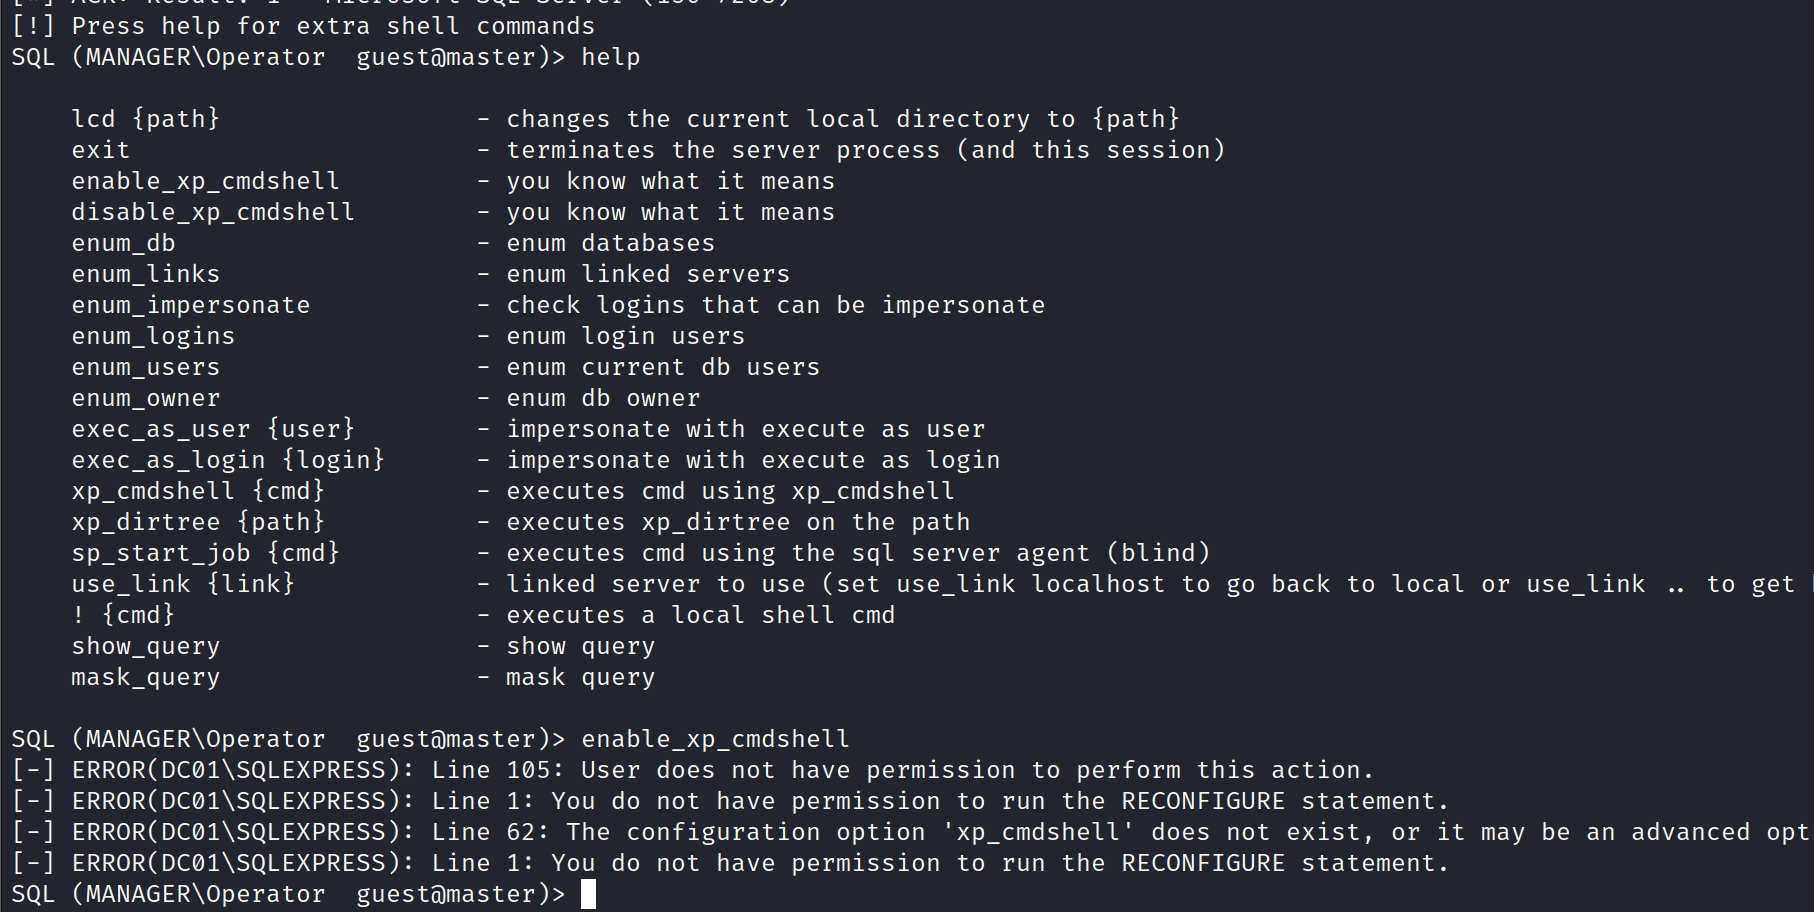 [*] ACK: Result: 1 - Microsoft SQL Server (150 7208)
[!] Press help for extra shell commands
SQL (MANAGER\Operator  guest@master)> help
lcd {path}                 - changes the current local directory to {path}
exit                       - terminates the server process (and this session)
enable_xp_cmdshell         - you know what it means
disable_xp_cmdshell        - you know what it means
enum_db                    - enum databases
enum_links                 - enum linked servers
enum_impersonate           - check logins that can be impersonate
enum_logins                - enum login users
enum_users                 - enum current db users
enum_owner                 - enum db owner
exec_as_user {user}        - impersonate with execute as user
exec_as_login {login}      - impersonate with execute as login
xp_cmdshell {cmd}          - executes cmd using xp_cmdshell
xp_dirtree {path}          - executes xp_dirtree on the path
sp_start_job {cmd}         - executes cmd using the sql server agent (blind)
use_link {link}            - linked server to use (set use_link localhost to go back to local or use_link .. to get
! {cmd}                    - executes a local shell cmd
show_query                 - show query
mask_query                 - mask query
SQL (MANAGER\Operator  guest@master)> enable_xp_cmdshell
[-] ERROR(DC01\SQLEXPRESS): Line 105: User does not have permission to perform this action.
[-] ERROR(DC01\SQLEXPRESS): Line 1: You do not have permission to run the RECONFIGURE statement.
[-] ERROR(DC01\SQLEXPRESS): Line 62: The configuration option 'xp_cmdshell' does not exist, or it may be an advanced opt
[-] ERROR(DC01\SQLEXPRESS): Line 1: You do not have permission to run the RECONFIGURE statement.
SQL (MANAGER\Operator  guest@master)>